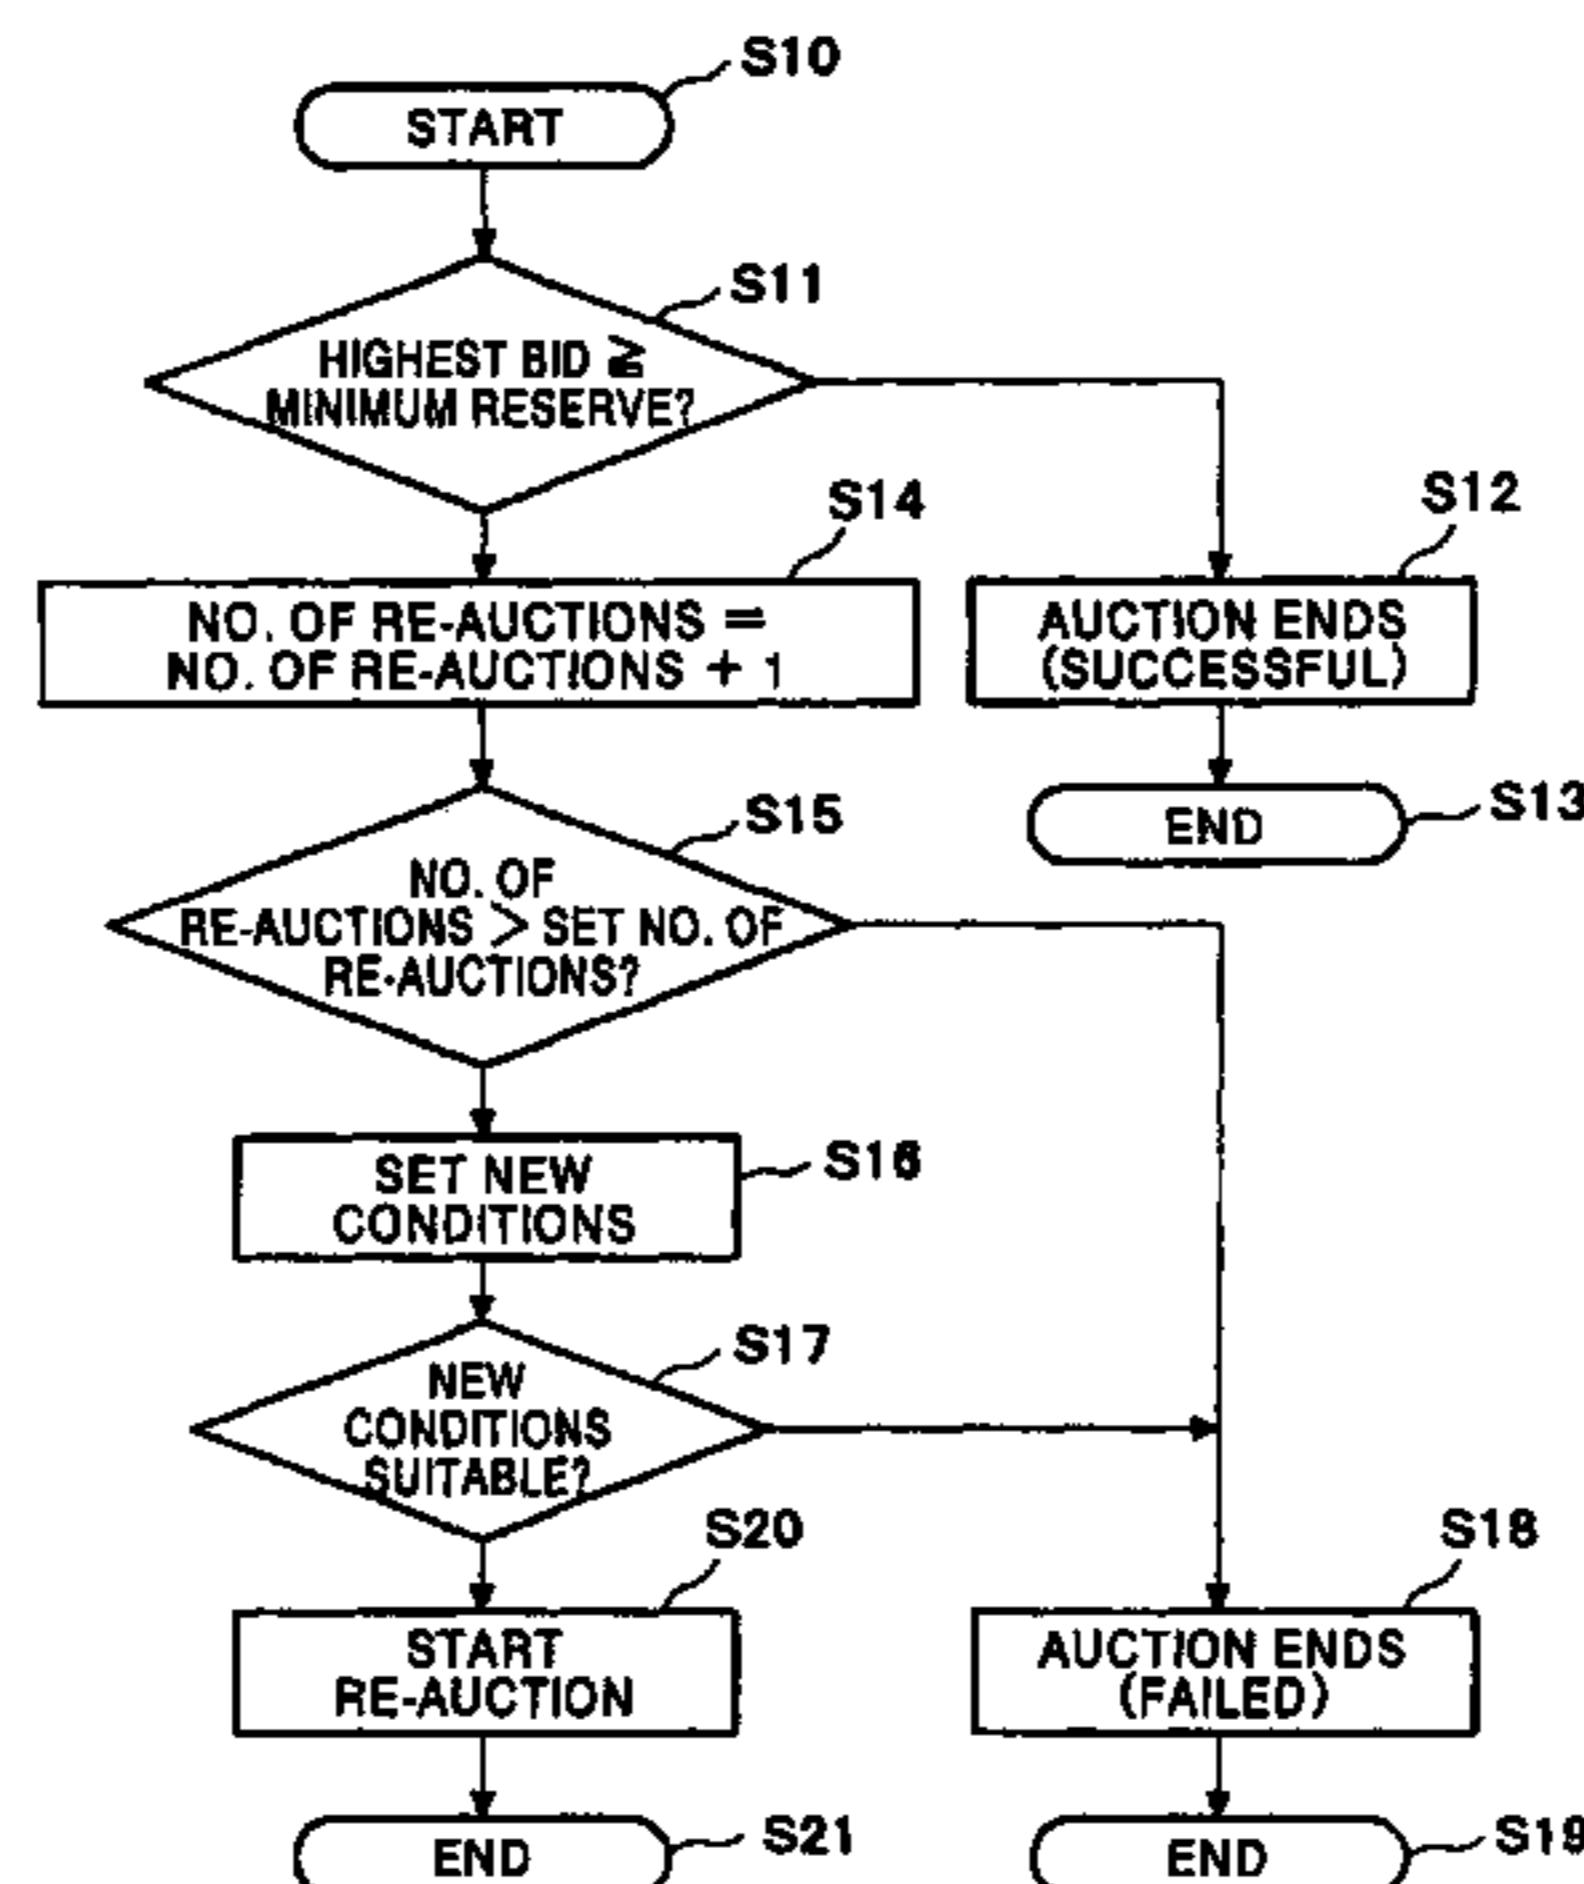 S10
START
S11
HIGHEST BID ≧
MINIMUM RESERVE?
S14
NO. OF RE-AUCTIONS =
NO. OF RE-AUCTIONS + 1
S12
AUCTION ENDS
(SUCCESSFUL)
S13
END
S15
NO. OF
RE-AUCTIONS > SET NO. OF
RE-AUCTIONS?
S16
SET NEW
CONDITIONS
S17
NEW
CONDITIONS
SUITABLE?
S20
START
RE-AUCTION
S18
AUCTION ENDS
(FAILED)
S21
END
S19
END